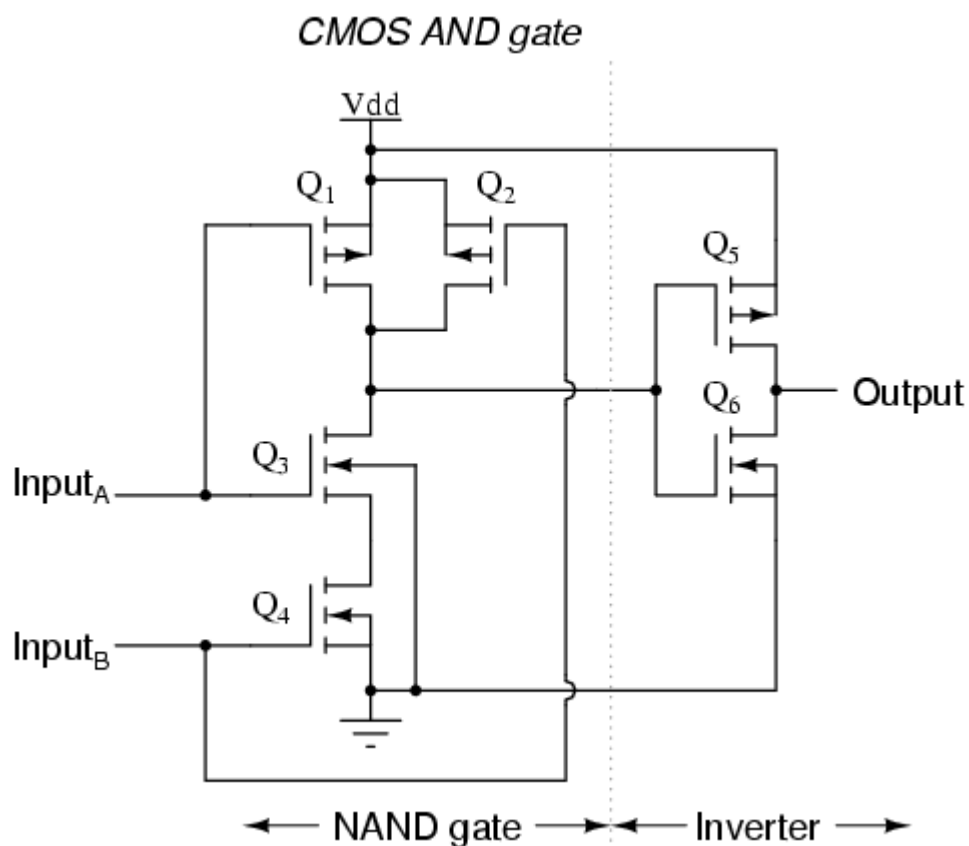 CMOS AND gate
Vdd
Q1
Q2
Q5
Q6
Output
Q3
InputA
Q4
InputB
NAND gate
Inverter